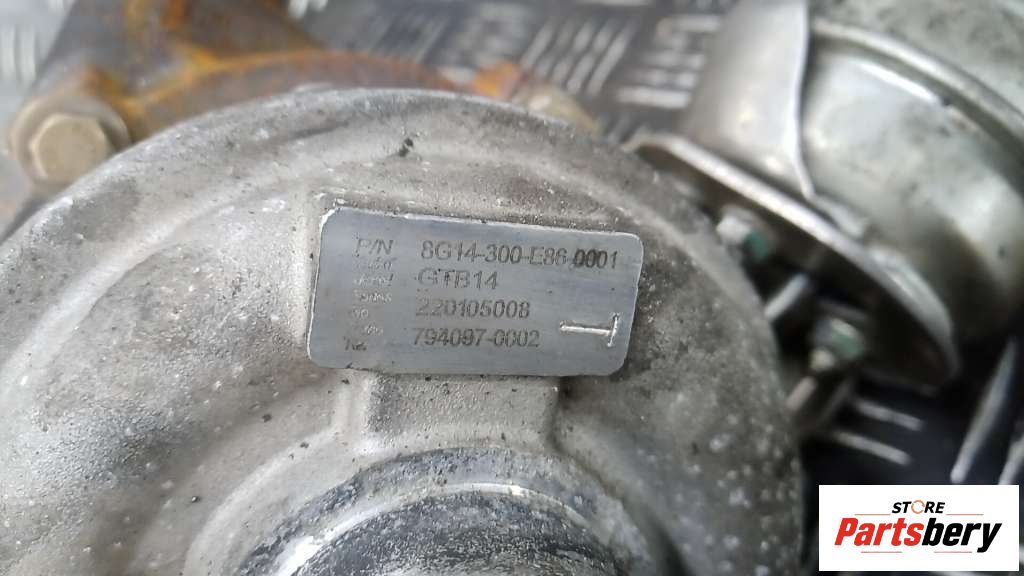 P/N 8G14-300-E86,0001
GTB14
220105008
794097-0002
STORE
Partsbery